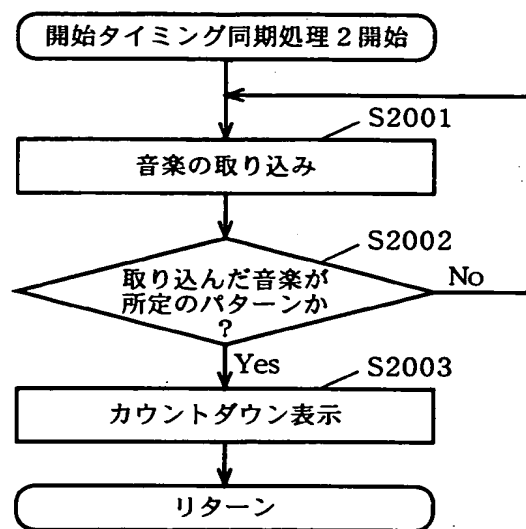 開始タイミング同期処理２開始
S2001
音楽の取り込み
S2002
取り込んだ音楽が
所定のパターンか
？
No
Yes
S2003
カウントダウン表示
リターン